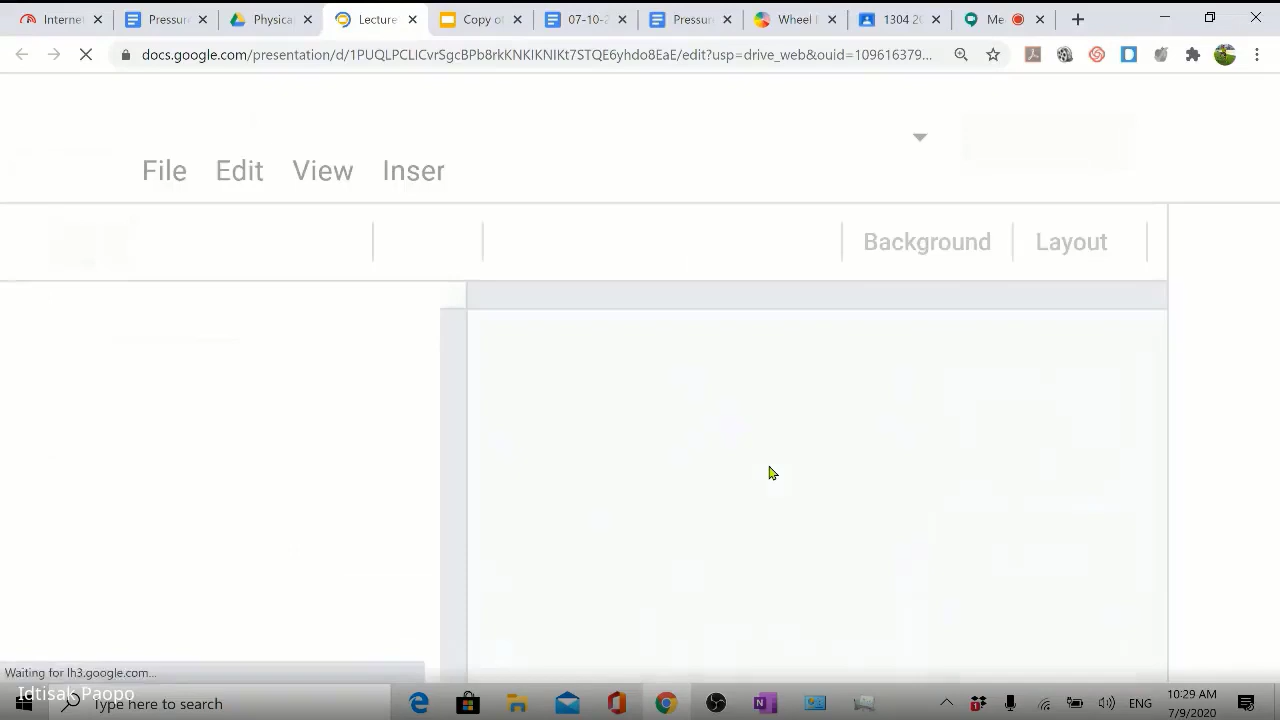 Internet
Pressur
Physics
Lecture
Copy of
07-10-2
Pressur
Wheel
1304 2
Me
docs.google.com/presentation/d/1PUQLPCLlCyrSgcBPb8rkKNKlKNlKt7STQE6yhdo8EaE/edit?usp=drive_web&ouid=109616379...
File Edit View Inser
Background
Layout
Waiting for lh3.google.com...
Idtisak Paopo
Type here to search
ENG
10:29 AM
7/9/2020